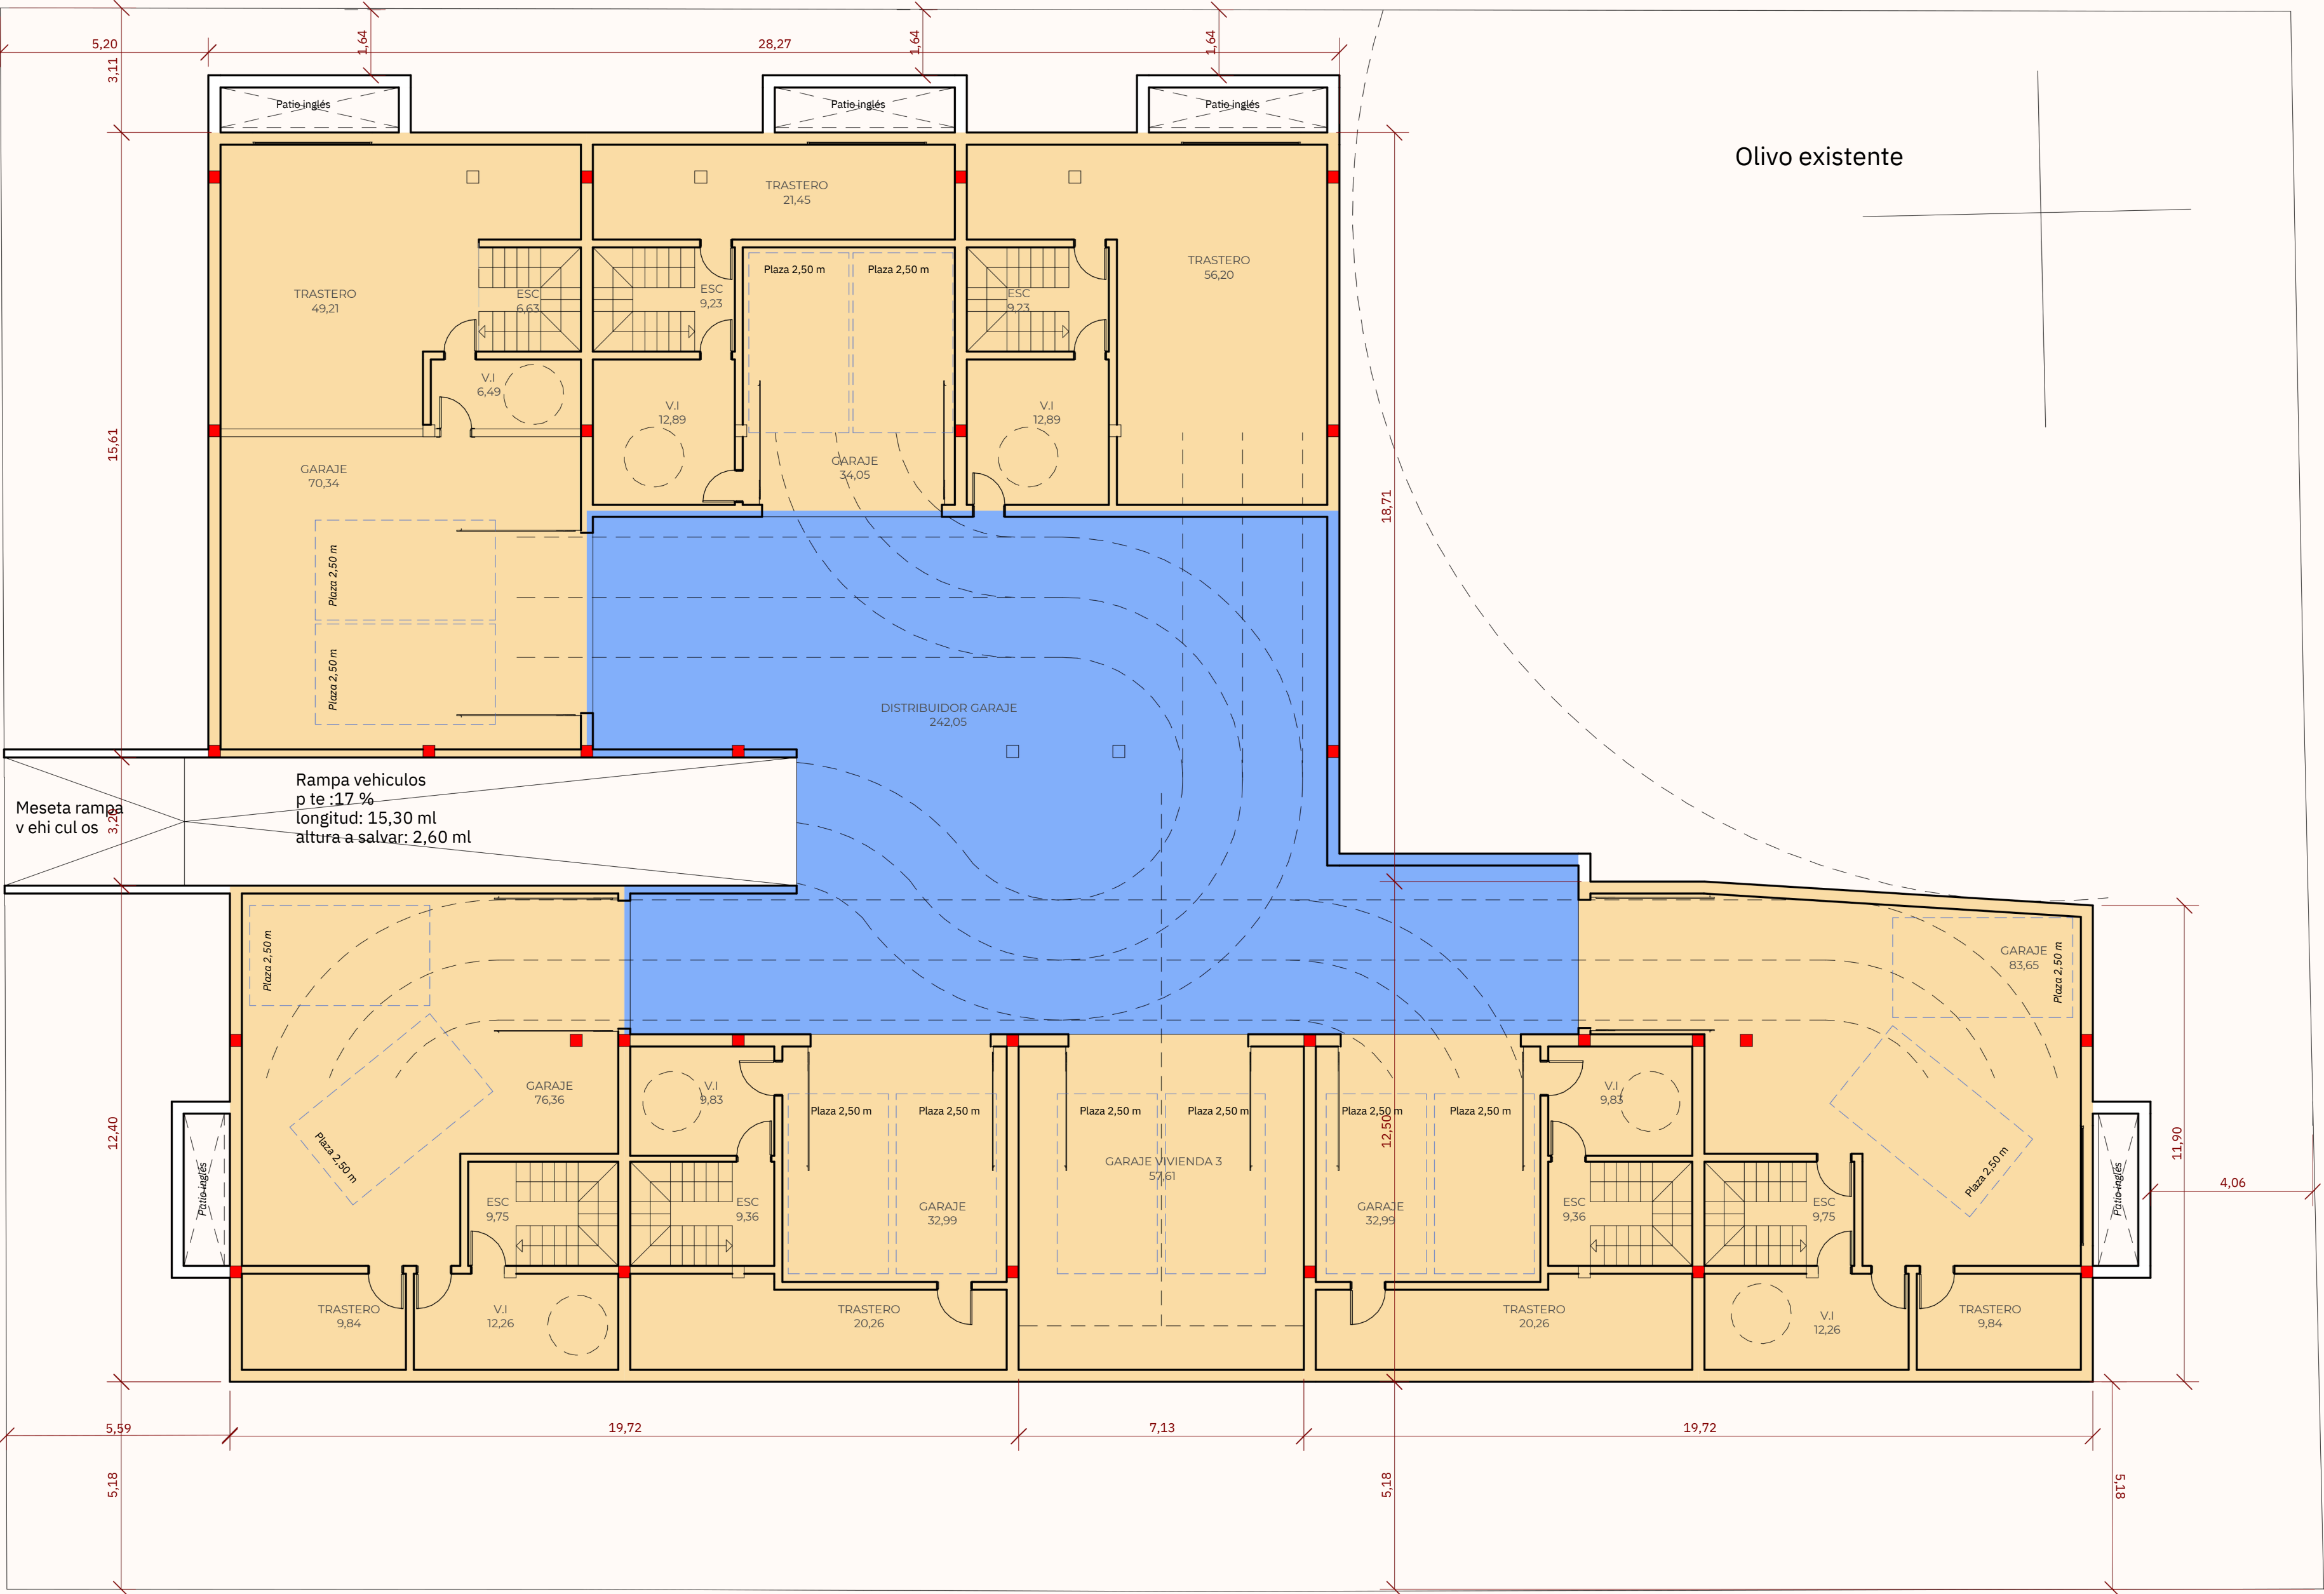 5,20
28,27
1,64
1,64
1,64
3,11
Patio inglés
Patio inglés
Patio inglés
Olivo existente
TRASTERO
21,45
TRASTERO
49,21
ESC
6,63
ESC
9,23
Plaza 2,50 m
Plaza 2,50 m
ESC
9,23
TRASTERO
56,20
V.I
6,49
V.I
12,89
V.I
12,89
15,61
GARAJE
70,34
GARAJE
34,05
18,71
Plaza 2,50 m
Plaza 2,50 m
DISTRIBUIDOR GARAJE
242,05
Meseta rampa
v ehi cul os
3,20
Rampa vehiculos
p te :17 %
longitud: 15,30 ml
altura a salvar: 2,60 ml
Plaza 2,50 m
GARAJE
83,65
Plaza 2,50 m
GARAJE
76,36
V.I
9,83
Plaza 2,50 m
Plaza 2,50 m
Plaza 2,50 m
Plaza 2,50 m
Plaza 2,50 m
Plaza 2,50 m
V.I
9,83
12,40
12,50
11,90
Plaza 2,50 m
Plaza 2,50 m
Patio inglés
GARAJE VIVIENDA 3
57,61
Patio inglés
4,06
ESC
9,75
ESC
9,36
GARAJE
32,99
GARAJE
32,99
ESC
9,36
ESC
9,75
TRASTERO
9,84
V.I
12,26
TRASTERO
20,26
TRASTERO
20,26
V.I
12,26
TRASTERO
9,84
5,59
19,72
7,13
19,72
5,18
5,18
5,18